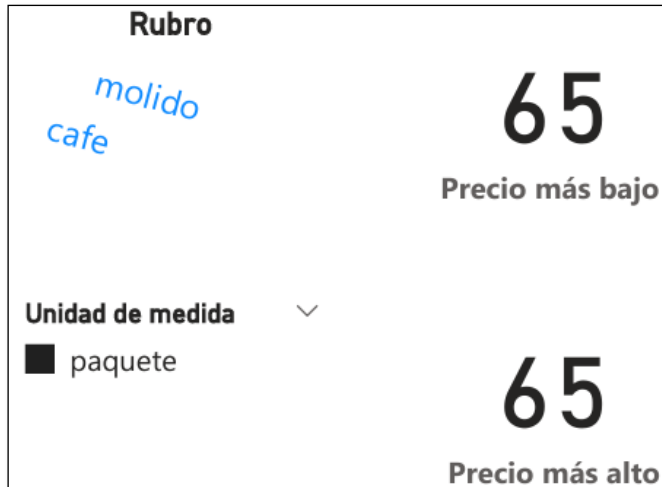 Rubro
molido
cafe
65
Precio más bajo
Unidad de medida
paquete
65
Precio más alto